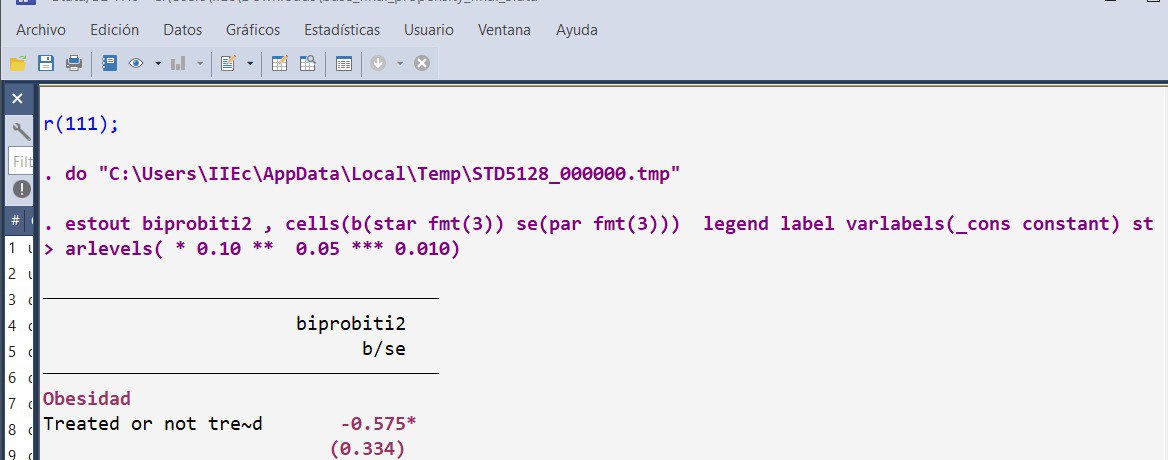 Archivo Edición Datos Gráficos Estadísticas Usuario Ventana Ayuda
r(111);
Filt
. do "C:\Users\IIEc\AppData\Local\Temp\STD5128_000000.tmp"
#
. estout biprobiti2 , cells(b(star fmt(3)) se(par fmt(3)))  legend label varlabels(_cons constant) st
1
> arlevels( * 0.10 **  0.05 *** 0.010)
2
3
4 biprobiti2
5 b/se
6
7 Obesidad
8 Treated or not tre~d -0.575*
9 (0.334)